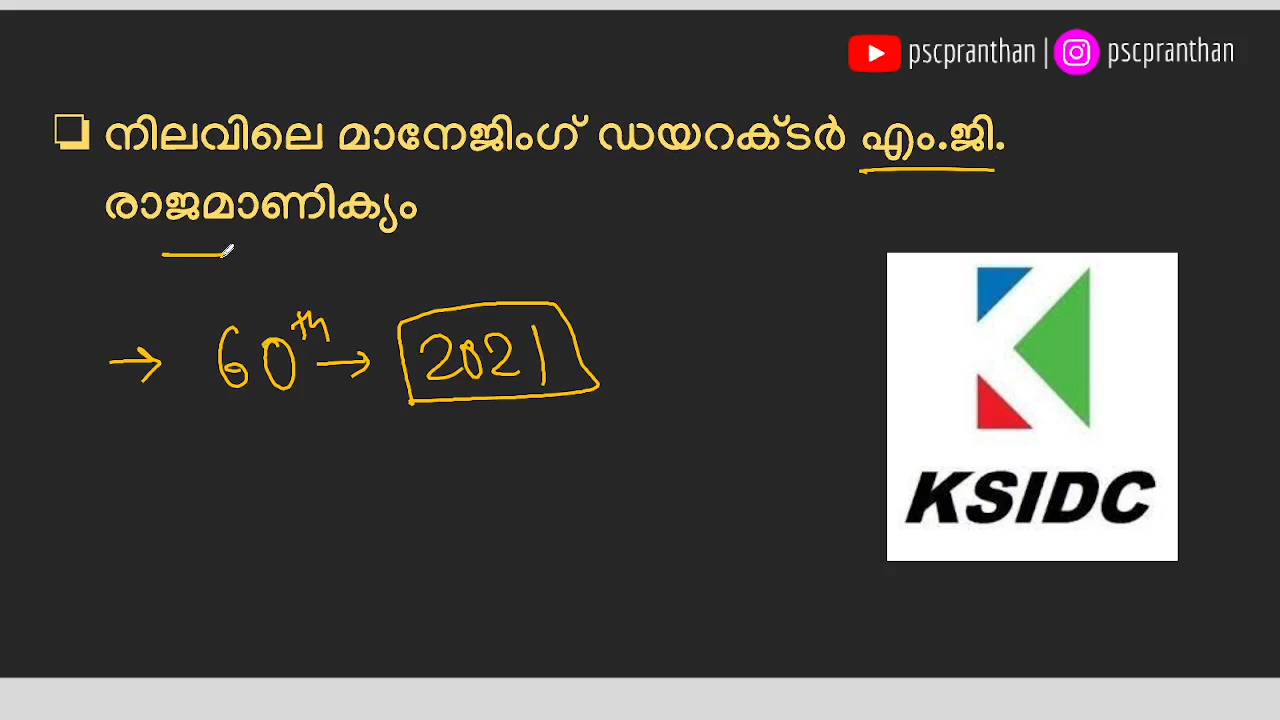 pscpranthan | pscpranthan
നിലവിലെ മാനേജിംഗ് ഡയറക്ടർ എം.ജി.
രാജമാണിക്യം
→ 60th → 2021
KSIDC